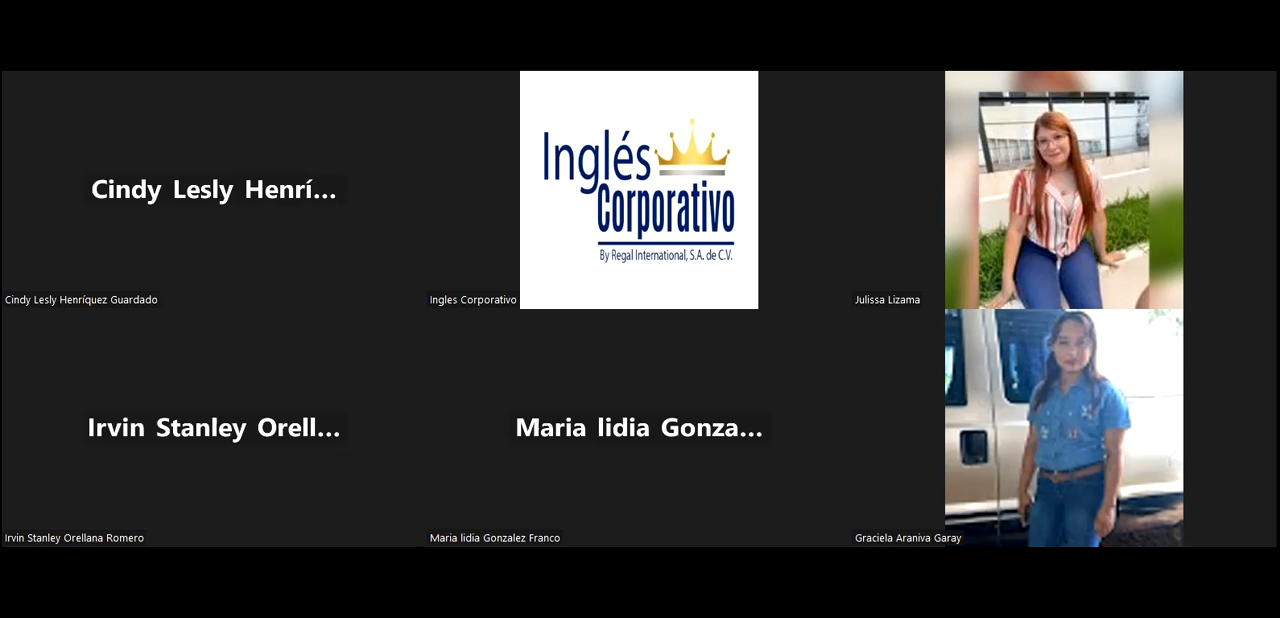 Cindy Lesly Henrí...
Cindy Lesly Henríquez Guardado
Inglés
Corporativo
By Regal International, S.A. de C.V.
Ingles Corporativo
Julissa Lizama
Irvin Stanley Orell...
Irvin Stanley Orellana Romero
Maria lidia Gonza...
Maria lidia Gonzalez Franco
Graciela Araniva Garay